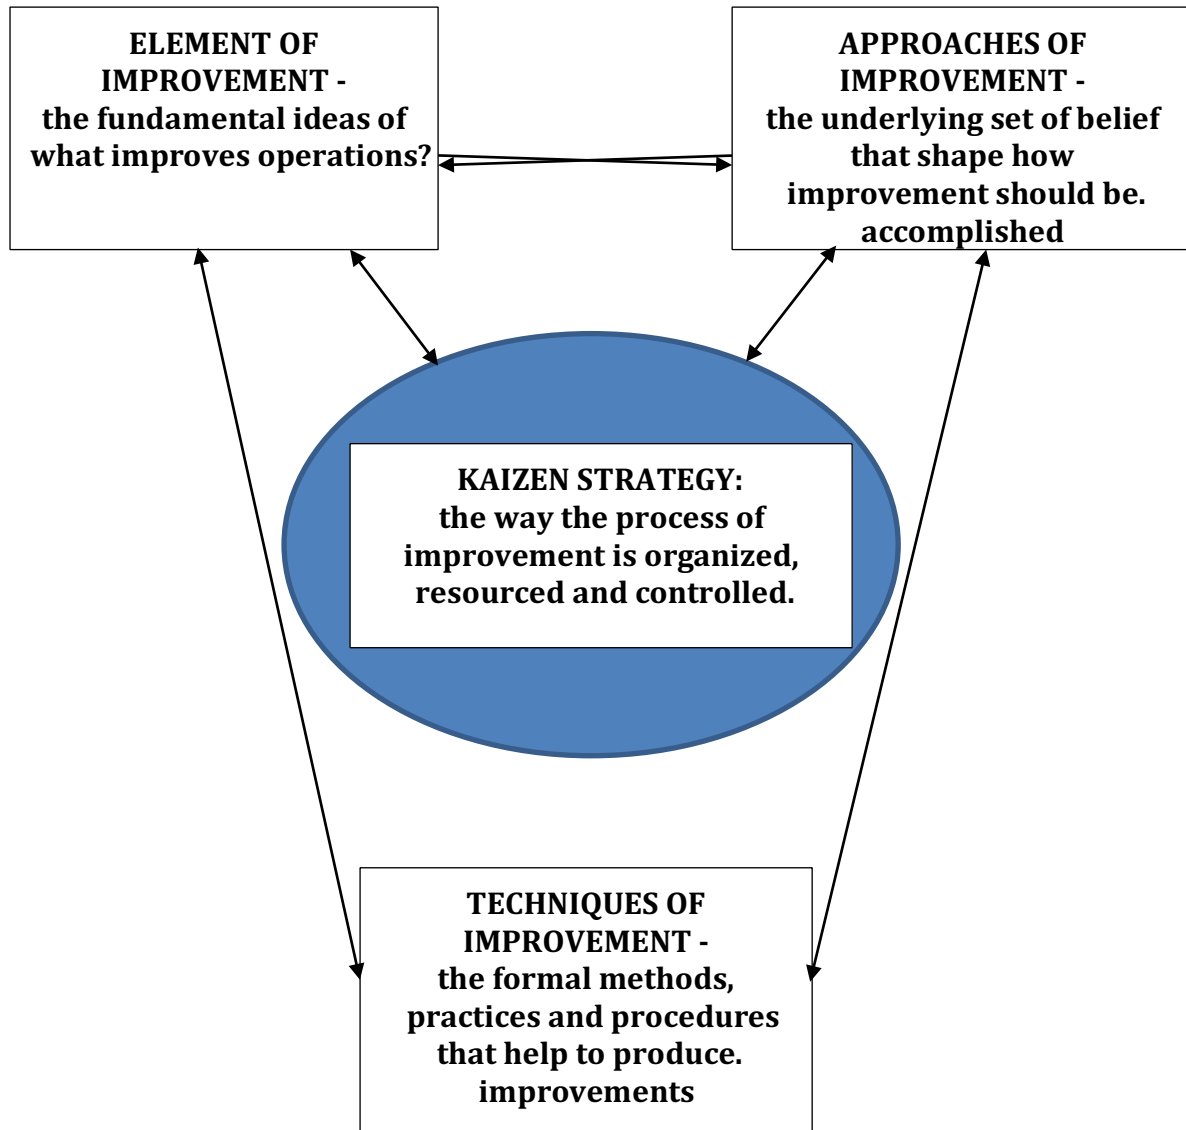 ELEMENT OF
IMPROVEMENT -
the fundamental ideas of
what improves operations?
APPROACHES OF
IMPROVEMENT -
the underlying set of belief
that shape how
improvement should be.
accomplished
KAIZEN STRATEGY:
the way the process of
improvement is organized,
resourced and controlled.
TECHNIQUES OF
IMPROVEMENT -
the formal methods,
practices and procedures
that help to produce.
improvements